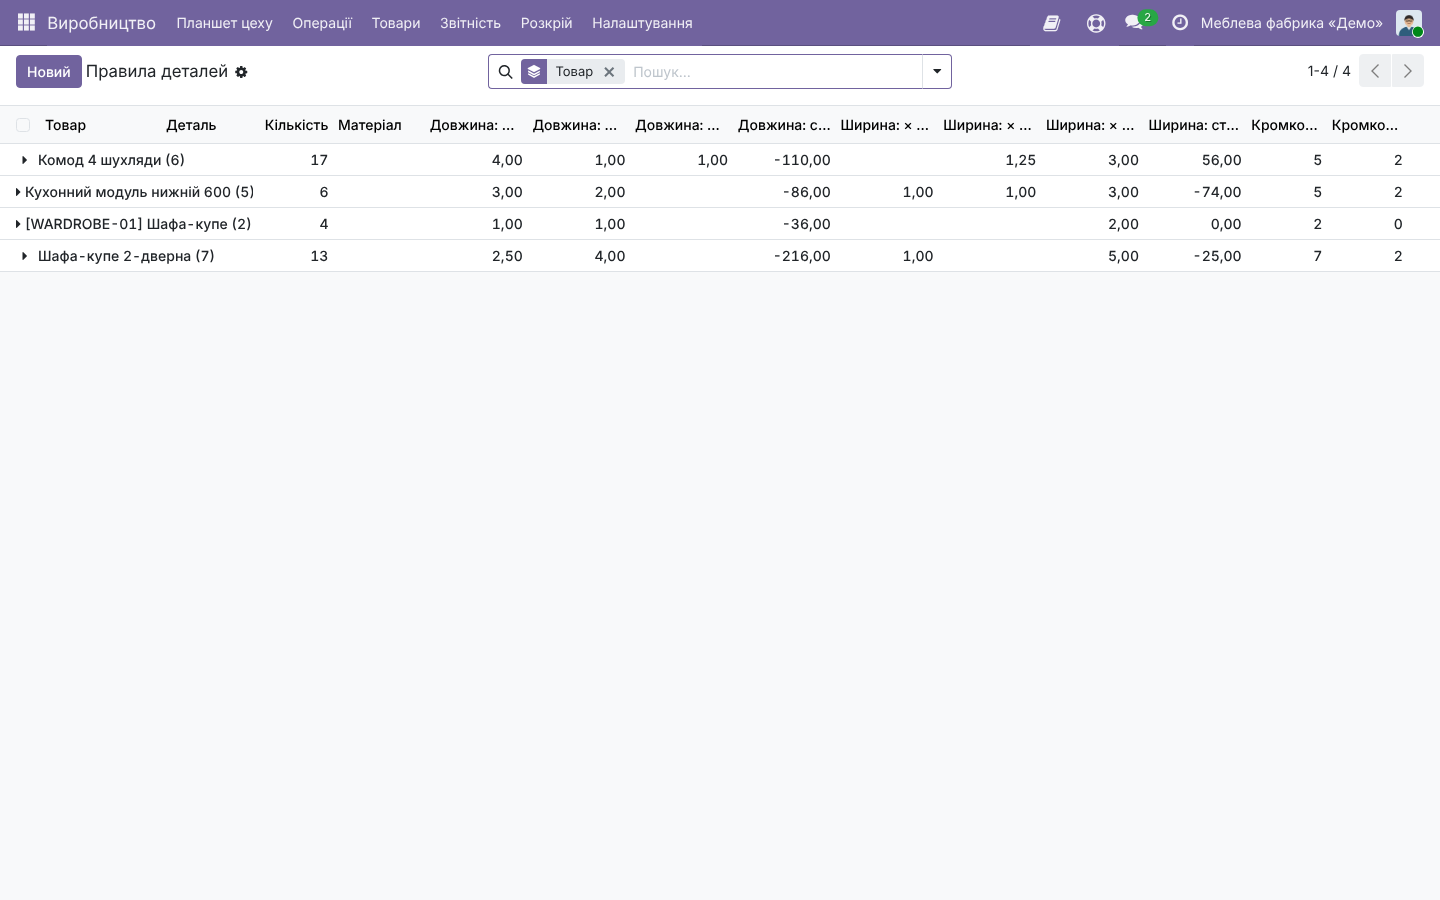 Виробництво Планшет цеху Операції Товари Звітність Розкрій Налаштування 2 Меблева фабрика «Демо»
Новий Правила деталей Товар Пошук... 1-4 / 4
Товар Деталь Кількість Матеріал Довжина: ... Довжина: ... Довжина: ... Довжина: с... Ширина: × ... Ширина: × ... Ширина: × ... Ширина: ст... Кромко... Кромко...
Комод 4 шухляди (6) 17 4,00 1,00 1,00 -110,00 1,25 3,00 56,00 5 2
Кухонний модуль нижній 600 (5) 6 3,00 2,00 -86,00 1,00 1,00 3,00 -74,00 5 2
[WARDROBE-01] Шафа-купе (2) 4 1,00 1,00 -36,00 2,00 0,00 2 0
Шафа-купе 2-дверна (7) 13 2,50 4,00 -216,00 1,00 5,00 -25,00 7 2